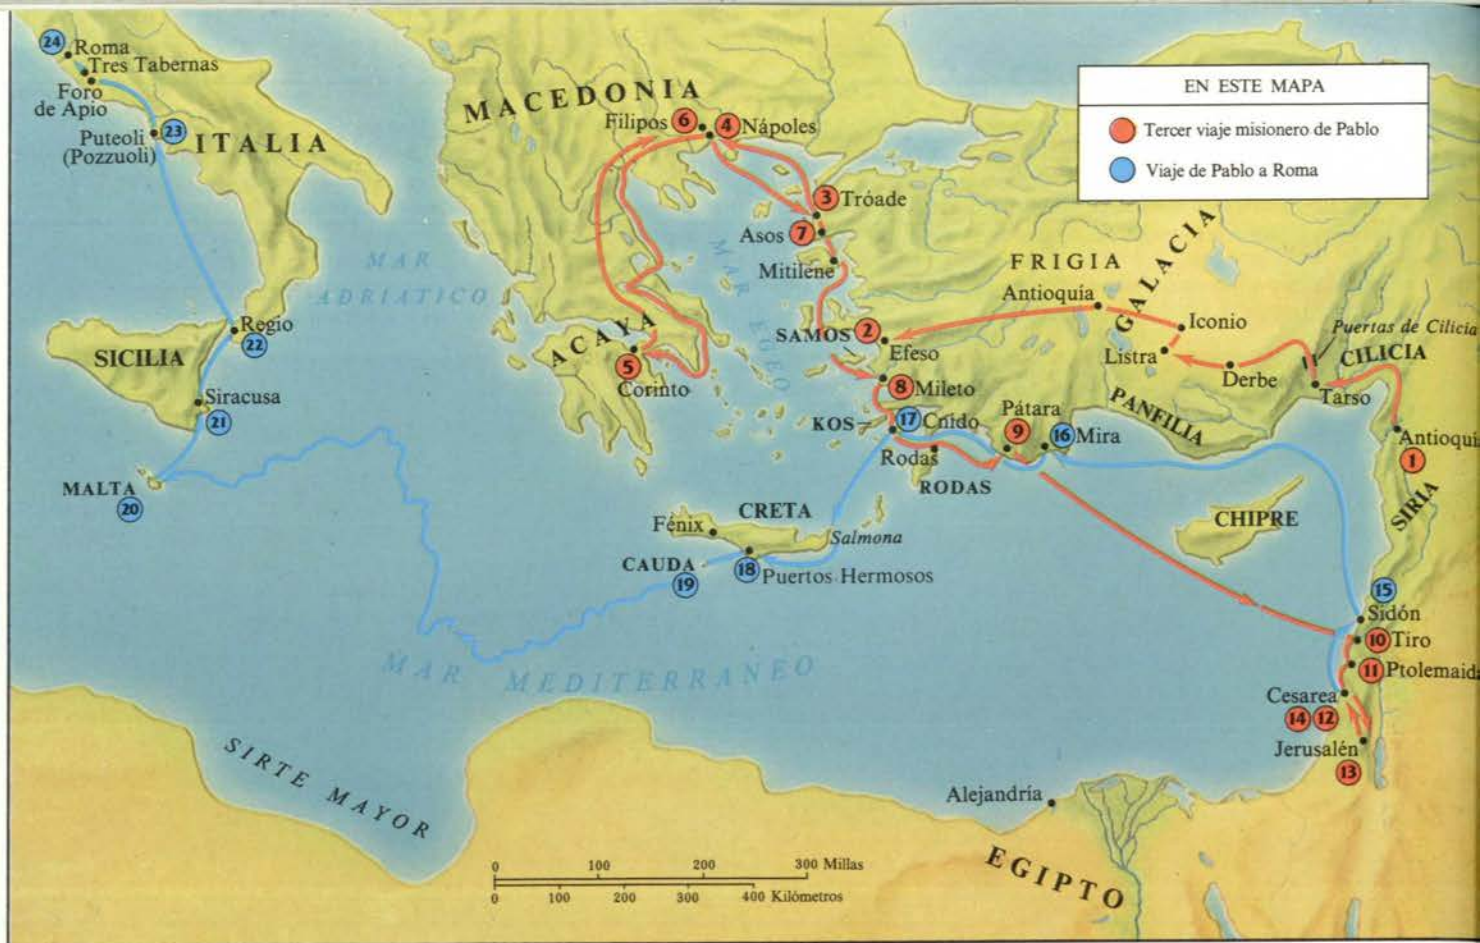 EN ESTE MAPA
Tercer viaje misionero de Pablo
Viaje de Pablo a Roma
24
Roma
Tres Tabernas
Foro
de Apio
Puteoli
(Pozzuoli)
23
ITALIA
MACEDONIA
Filipos
6
4
Nápoles
3
Tróade
Asos
7
Mitilene
MAR
ADRIATICO
MAR
EGEO
FRIGIA
GALACIA
Antioquía
Iconio
Puertas de Cilicia
Listra
CILICIA
Derbe
Tarso
SAMOS
2
Efeso
ACAYA
5
Corinto
8
Mileto
Regio
22
SICILIA
Siracusa
21
KOS
17
Cnido
Pátara
9
16
Mira
PANFILIA
Antioquí
1
SIRIA
Rodas
RODAS
MALTA
20
CRETA
Fénix
Salmona
CAUDA
19
18
Puertos Hermosos
CHIPRE
15
Sidón
10
Tiro
11
Ptolemaida
Cesarea
14
12
Jerusalén
13
MAR MEDITERRANEO
SIRTE MAYOR
Alejandría
EGIPTO
0 100 200 300 Millas
0 100 200 300 400 Kilómetros